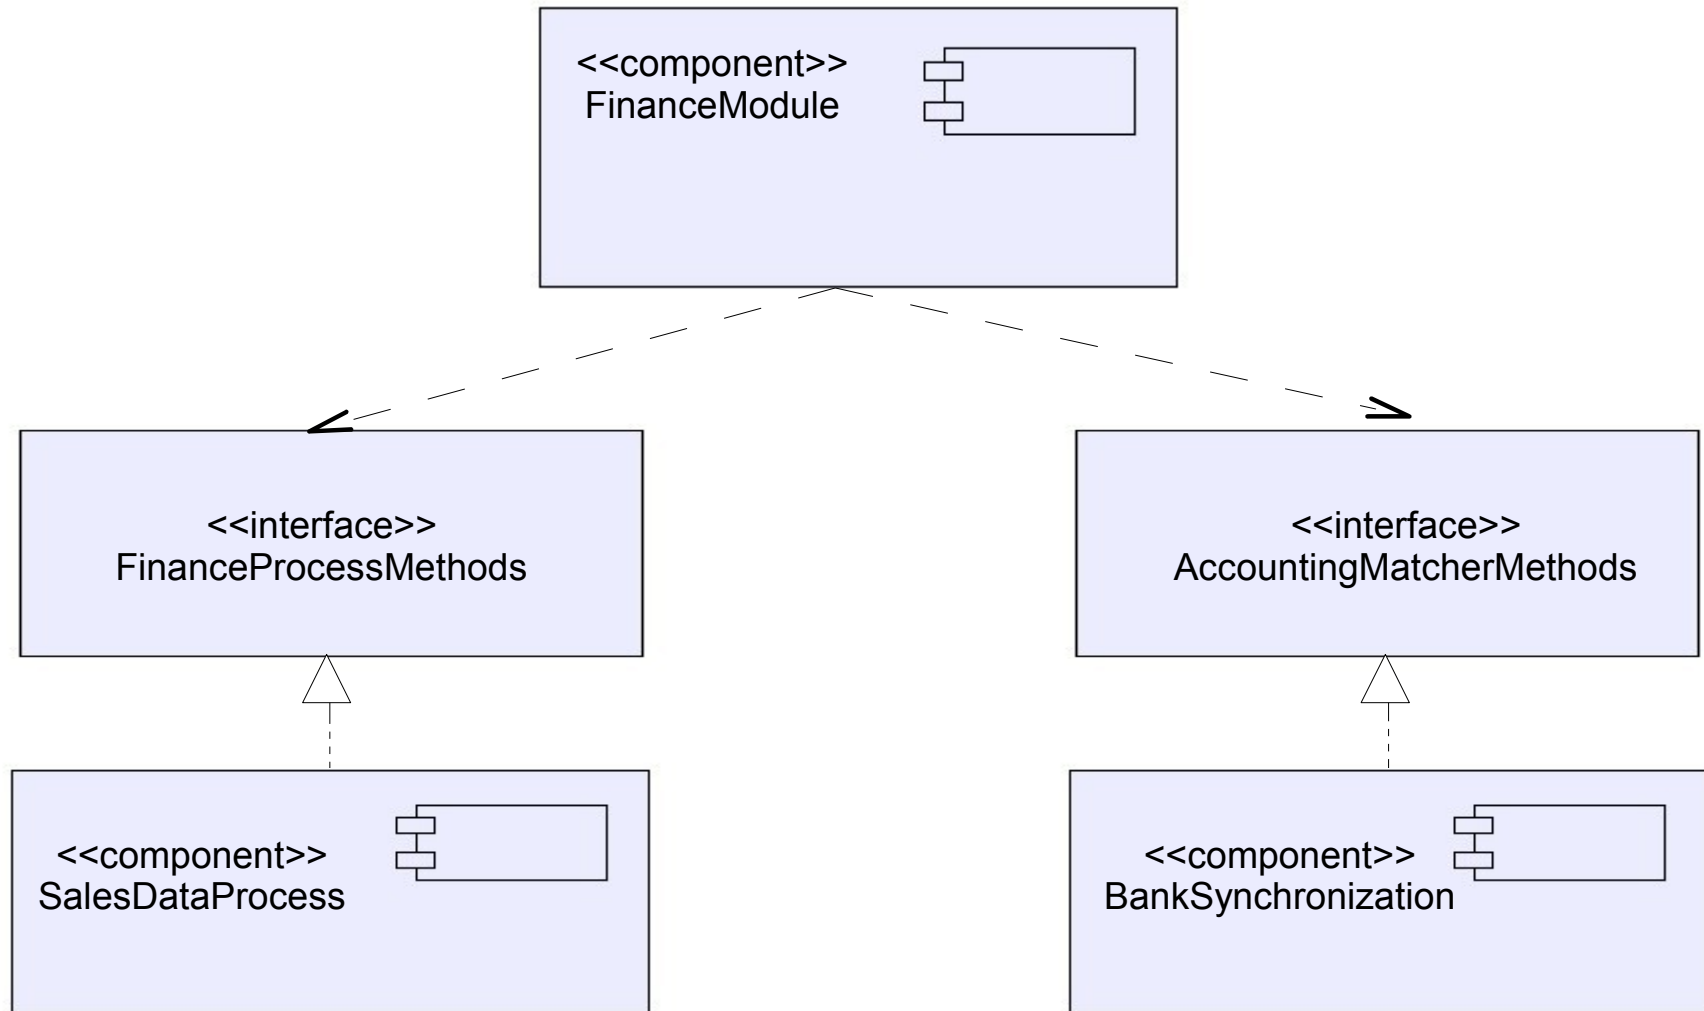 <<component>>
FinanceModule
<<interface>>
FinanceProcessMethods
<<interface>>
AccountingMatcherMethods
<<component>>
SalesDataProcess
<<component>>
BankSynchronization